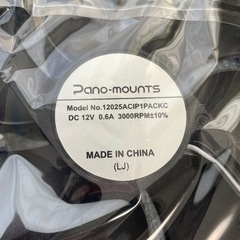 Pano-mounts
Model No.12025ACIP1PACKC
DC 12V 0.6A 3000RPM±10%
MADE IN CHINA
(LJ)